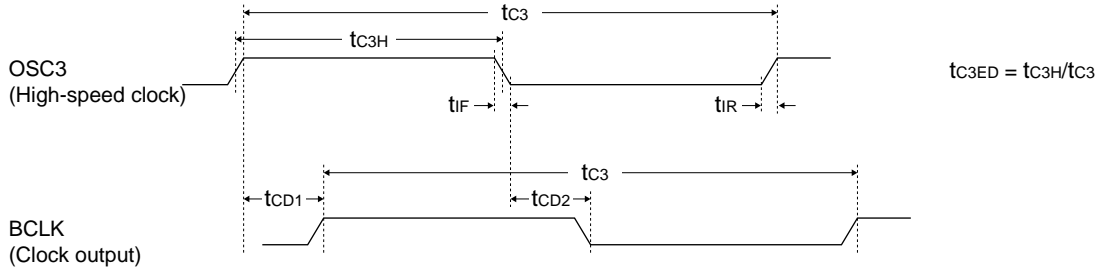 tC3
tC3H
OSC3
(High-speed clock)
tC3ED = tC3H/tC3
tIF
tIR
tC3
tCD1
tCD2
BCLK
(Clock output)